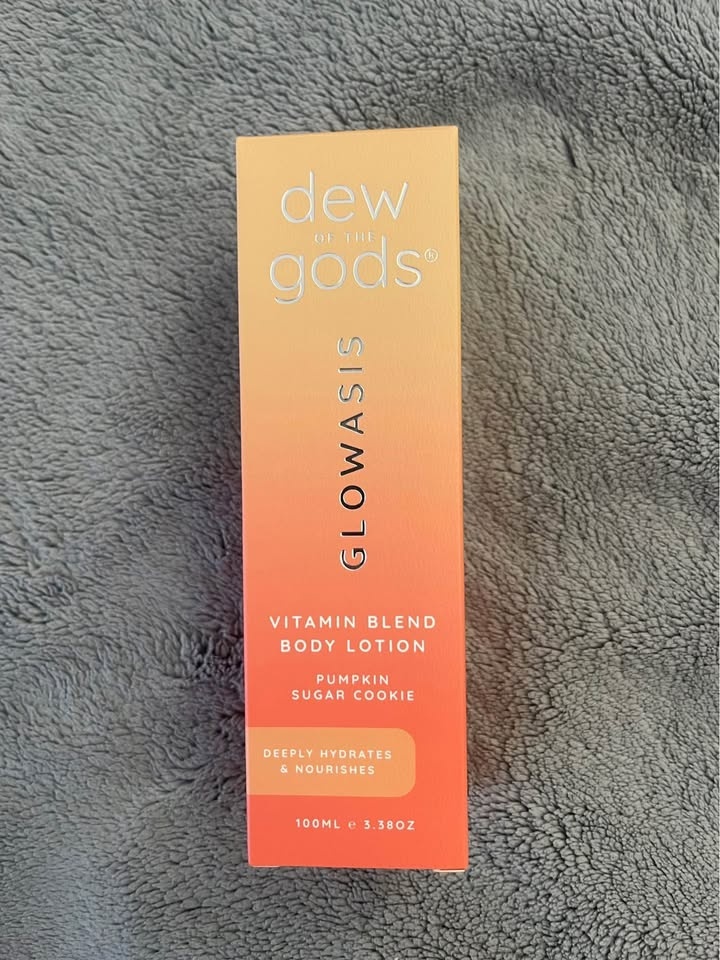 dew
OF THE
gods®
GLOWASIS
VITAMIN BLEND
BODY LOTION
PUMPKIN
SUGAR COOKIE
DEEPLY HYDRATES
& NOURISHES
100ML ℮ 3.38OZ